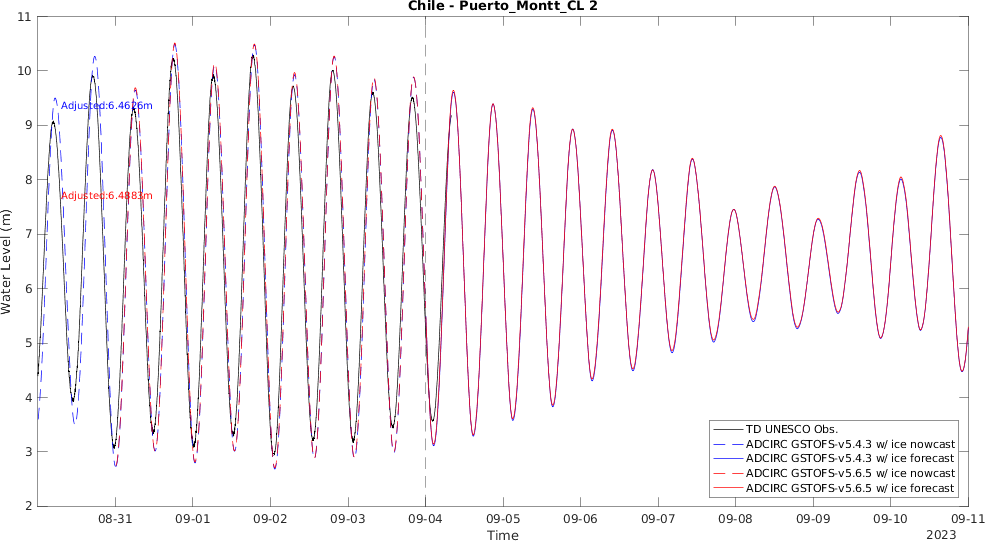 Chile - Puerto_Montt_CL 2
11
10
9
8
7
6
5
4
3
2
Water Level (m)
Adjusted:6.4626m
Adjusted:6.4883m
TD UNESCO Obs.
ADCIRC GSTOFS-v5.4.3 w/ ice nowcast
ADCIRC GSTOFS-v5.4.3 w/ ice forecast
ADCIRC GSTOFS-v5.6.5 w/ ice nowcast
ADCIRC GSTOFS-v5.6.5 w/ ice forecast
08-31 09-01 09-02 09-03 09-04 09-05 09-06 09-07 09-08 09-09 09-10 09-11
Time
2023